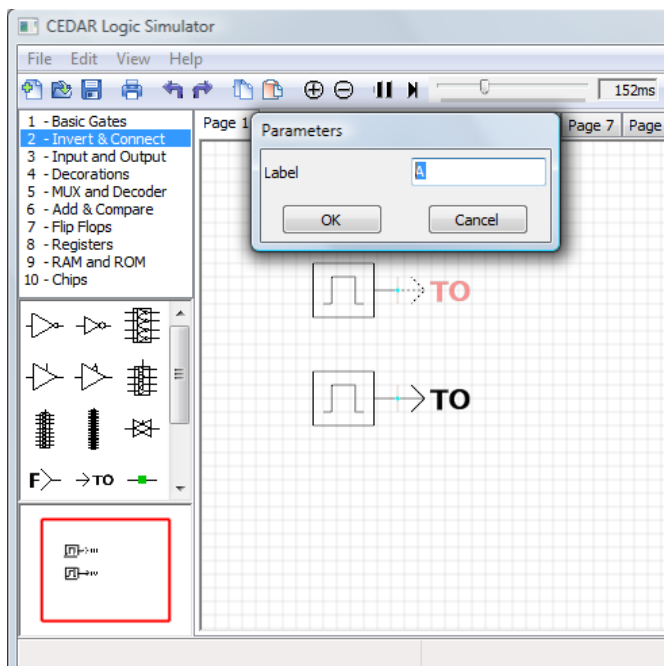 CEDAR Logic Simulator
File Edit View Help
152ms
1 - Basic Gates
2 - Invert & Connect
3 - Input and Output
4 - Decorations
5 - MUX and Decoder
6 - Add & Compare
7 - Flip Flops
8 - Registers
9 - RAM and ROM
10 - Chips
Page 1
Page 7 Page
Parameters
Label A
OK Cancel
TO
TO
F TO